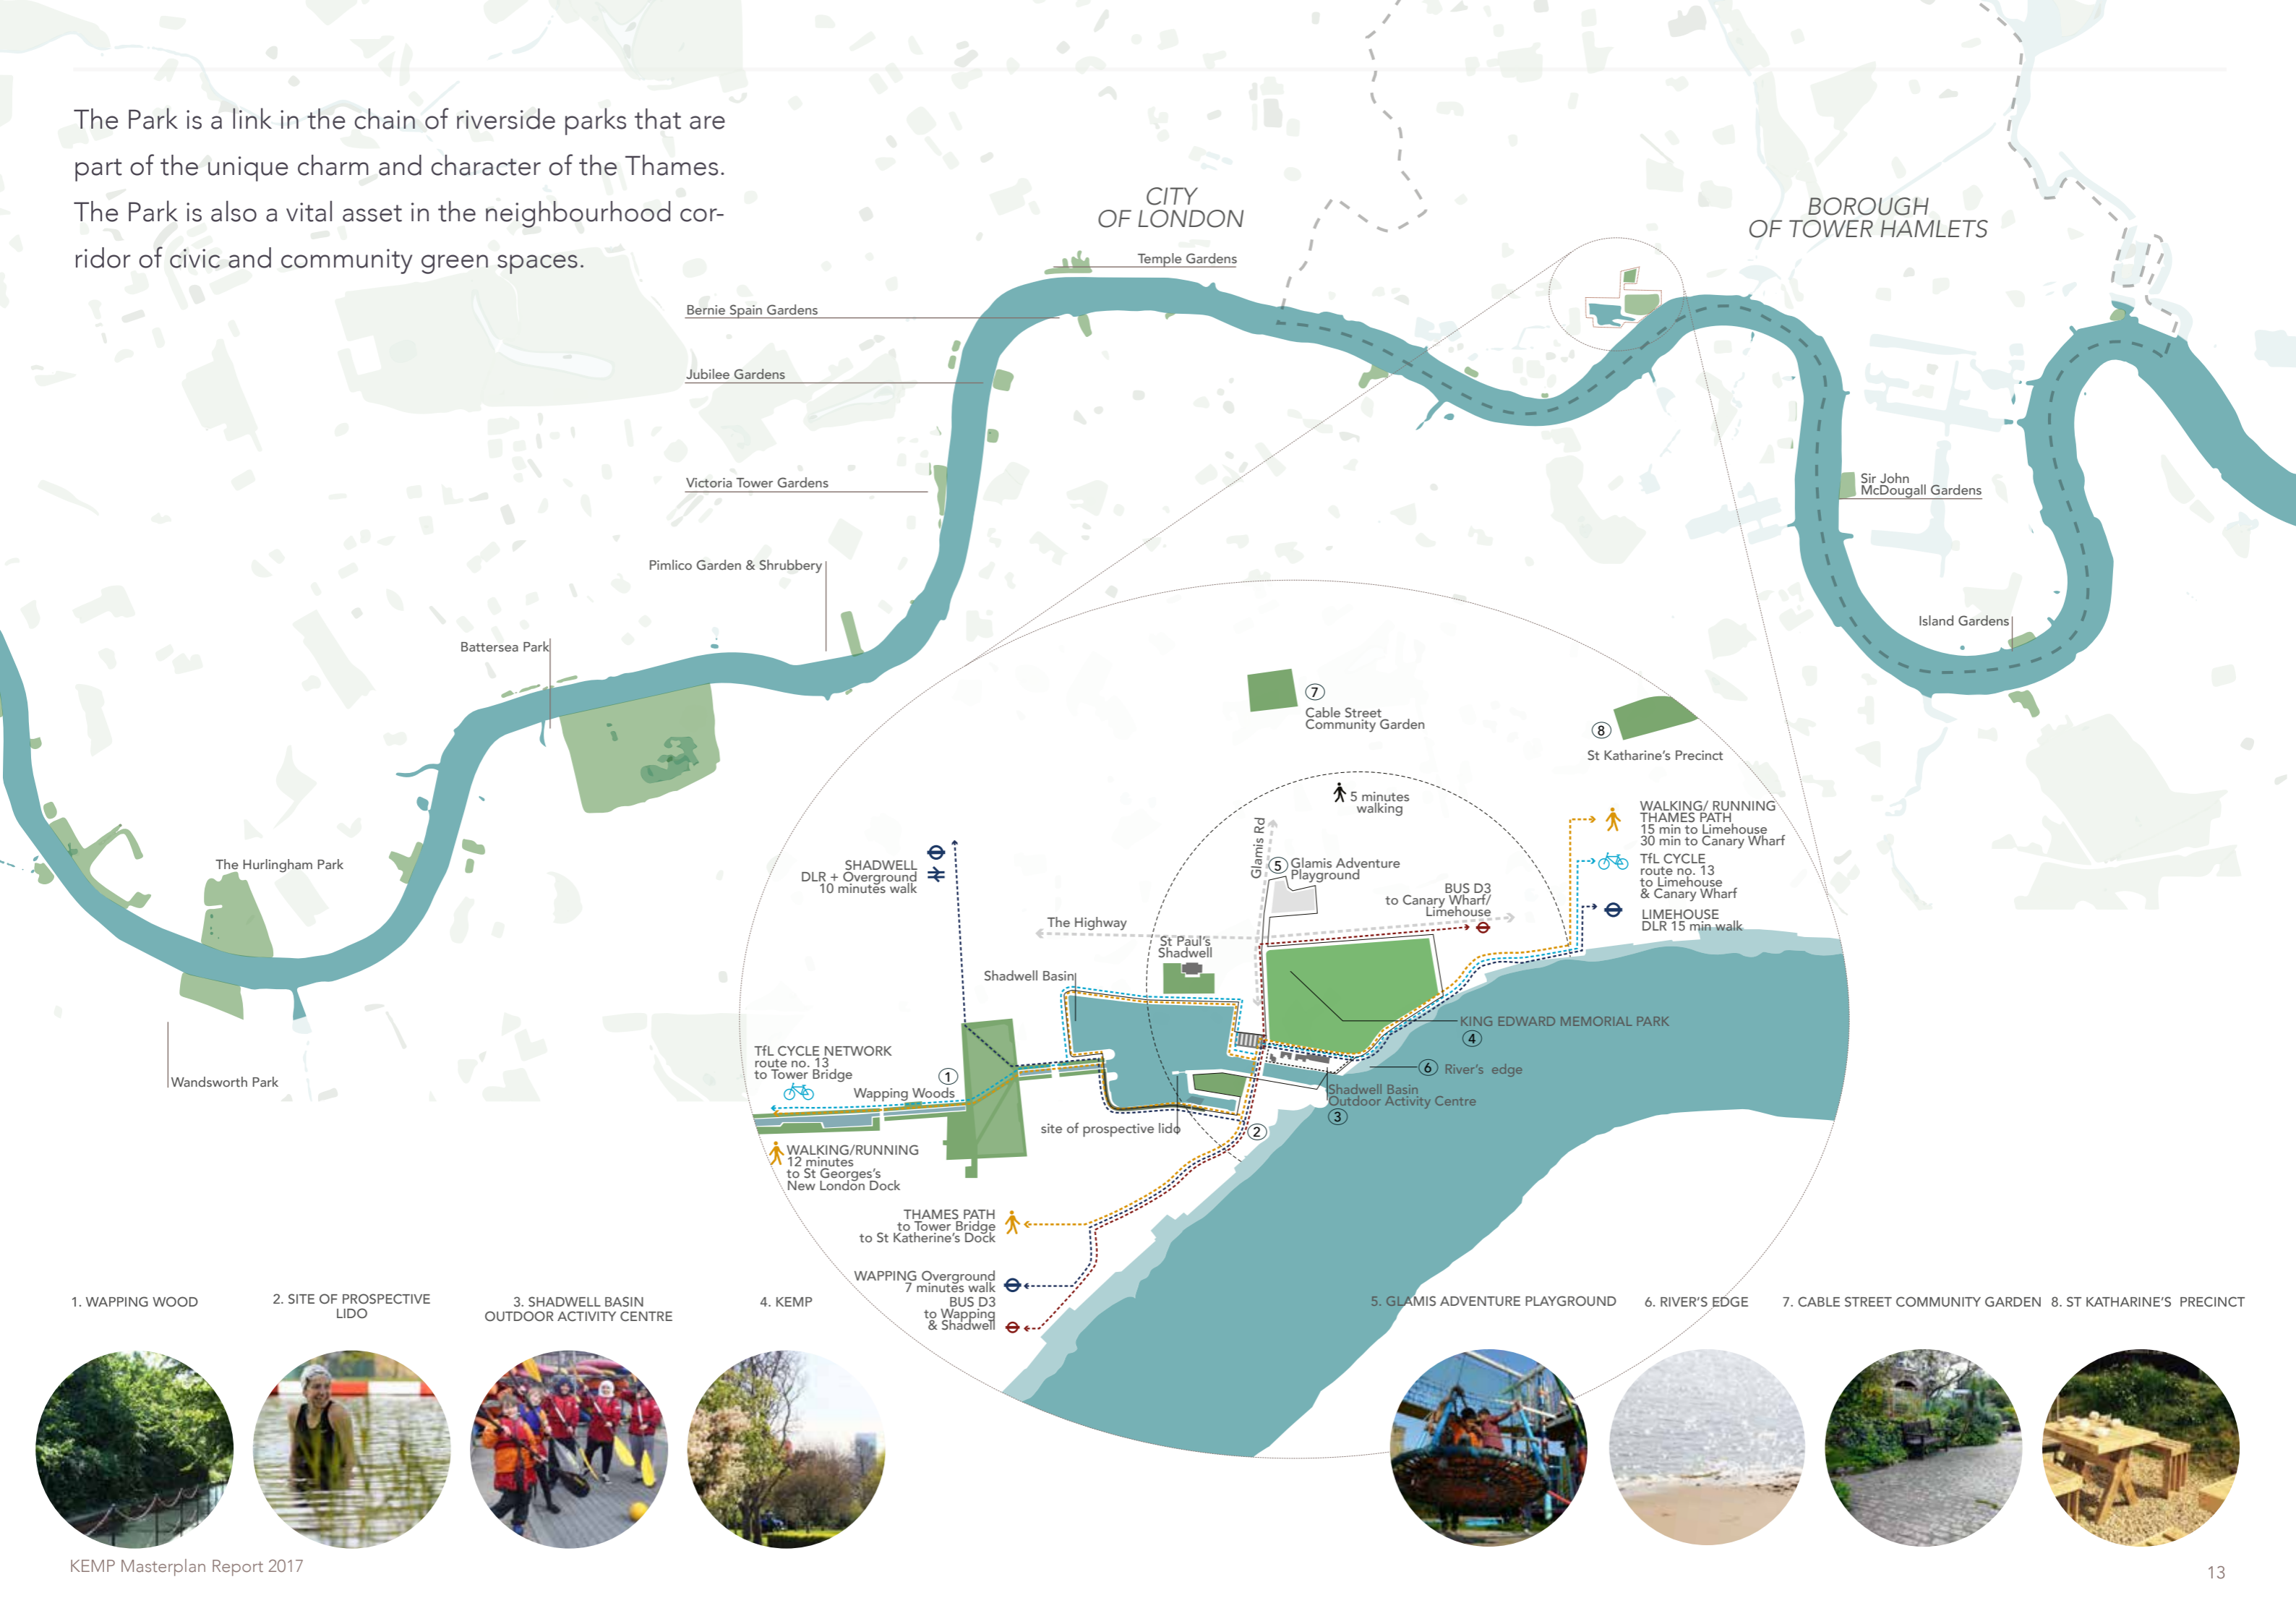 The Park is a link in the chain of riverside parks that are
part of the unique charm and character of the Thames.
The Park is also a vital asset in the neighbourhood cor-
ridor of civic and community green spaces.
CITY
OF LONDON
BOROUGH
OF TOWER HAMLETS
Temple Gardens
Bernie Spain Gardens
Jubilee Gardens
Victoria Tower Gardens
Sir John
McDougall Gardens
Pimlico Garden & Shrubbery
Island Gardens
Battersea Park
The Hurlingham Park
Wandsworth Park
7
Cable Street
Community Garden
8
St Katharine's Precinct
5 minutes
walking
WALKING/ RUNNING
THAMES PATH
15 min to Limehouse
30 min to Canary Wharf
TfL CYCLE
route no. 13
to Limehouse
& Canary Wharf
LIMEHOUSE
DLR 15 min walk
SHADWELL
DLR + Overground
10 minutes walk
Glamis Rd
5
Glamis Adventure
Playground
BUS D3
to Canary Wharf/
Limehouse
The Highway
St Paul's
Shadwell
Shadwell Basin
KING EDWARD MEMORIAL PARK
4
6
River's edge
Shadwell Basin
Outdoor Activity Centre
3
TfL CYCLE NETWORK
route no. 13
to Tower Bridge
1
Wapping Woods
site of prospective lido
2
WALKING/RUNNING
12 minutes
to St Georges's
New London Dock
THAMES PATH
to Tower Bridge
to St Katherine's Dock
WAPPING Overground
7 minutes walk
BUS D3
to Wapping
& Shadwell
1. WAPPING WOOD
2. SITE OF PROSPECTIVE
LIDO
3. SHADWELL BASIN
OUTDOOR ACTIVITY CENTRE
4. KEMP
5. GLAMIS ADVENTURE PLAYGROUND
6. RIVER'S EDGE
7. CABLE STREET COMMUNITY GARDEN
8. ST KATHARINE'S PRECINCT
KEMP Masterplan Report 2017
13